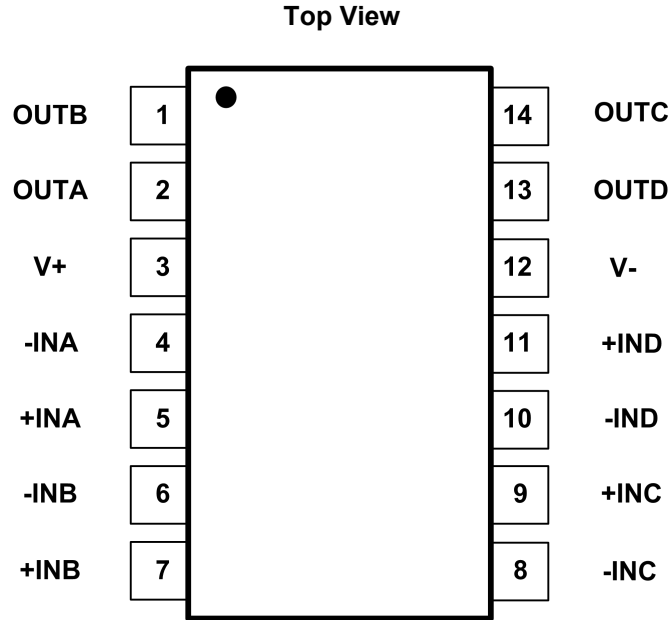 Top View
OUTB 1 14 OUTC
OUTA 2 13 OUTD
V+ 3 12 V-
-INA 4 11 +IND
+INA 5 10 -IND
-INB 6 9 +INC
+INB 7 8 -INC